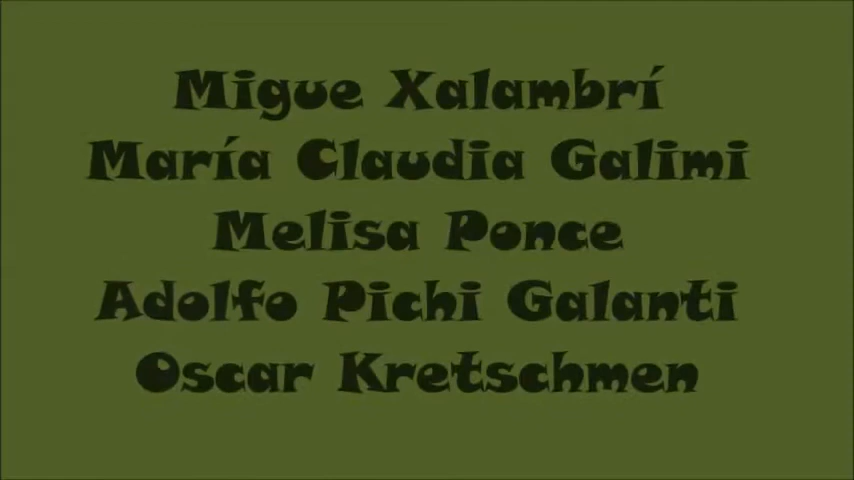 Migue Xalambrí
María Claudia Galimi
Melisa Ponce
Adolfo Pichi Galanti
Oscar Kretschmen